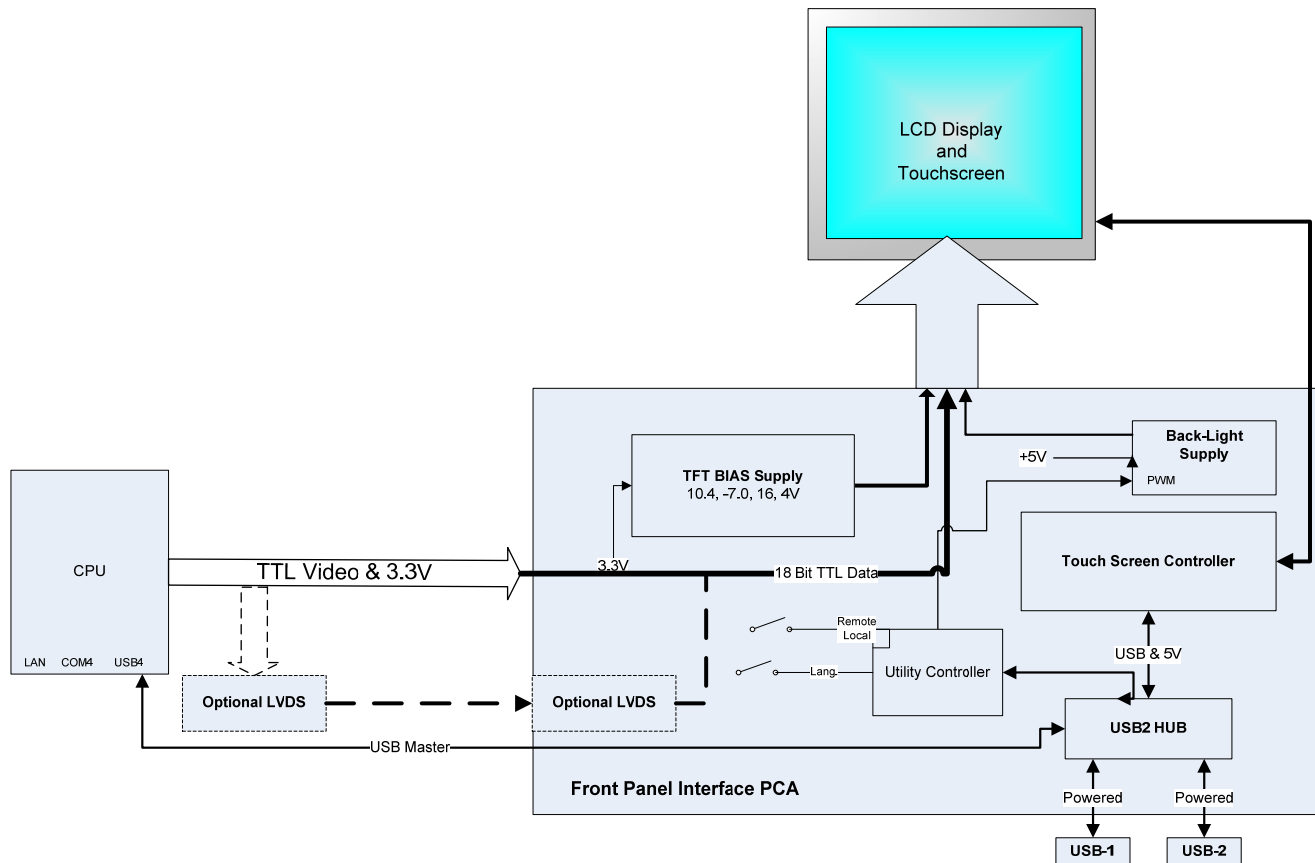 LCD Display
and
Touchscreen
Back-Light
Supply
+5V
PWM
TFT BIAS Supply
10.4, -7.0, 16, 4V
CPU
TTL Video & 3.3V
3.3V
18 Bit TTL Data
Touch Screen Controller
Remote
Local
USB & 5V
LAN COM4 USB4
Lang.
Utility Controller
Optional LVDS
Optional LVDS
USB2 HUB
USB Master
Front Panel Interface PCA
Powered
Powered
USB-1
USB-2